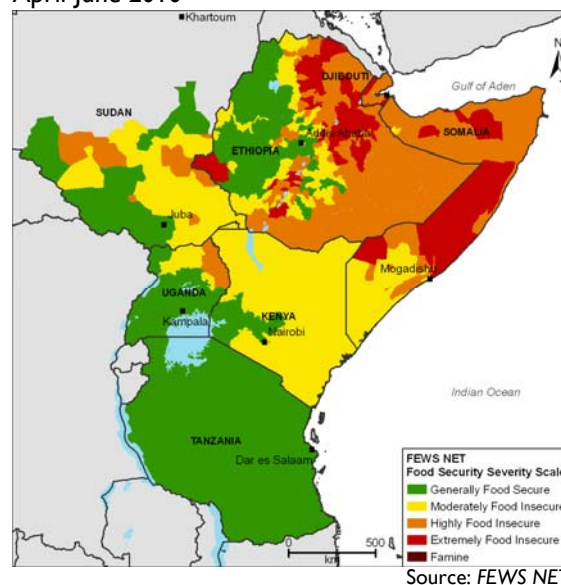 April-June 2010
Khartoum
N
DJIBOUTI
Gulf of Aden
SUDAN
SOMALIA
Addis Ababa
ETHIOPIA
Juba
Mogadishu
UGANDA
Kampala
KENYA
Nairobi
Indian Ocean
TANZANIA
Dar es Salaam
FEWS NET
Food Security Severity Scale
Generally Food Secure
Moderately Food Insecure
Highly Food Insecure
Extremely Food Insecure
Famine
0 500
km
Source: FEWS NET